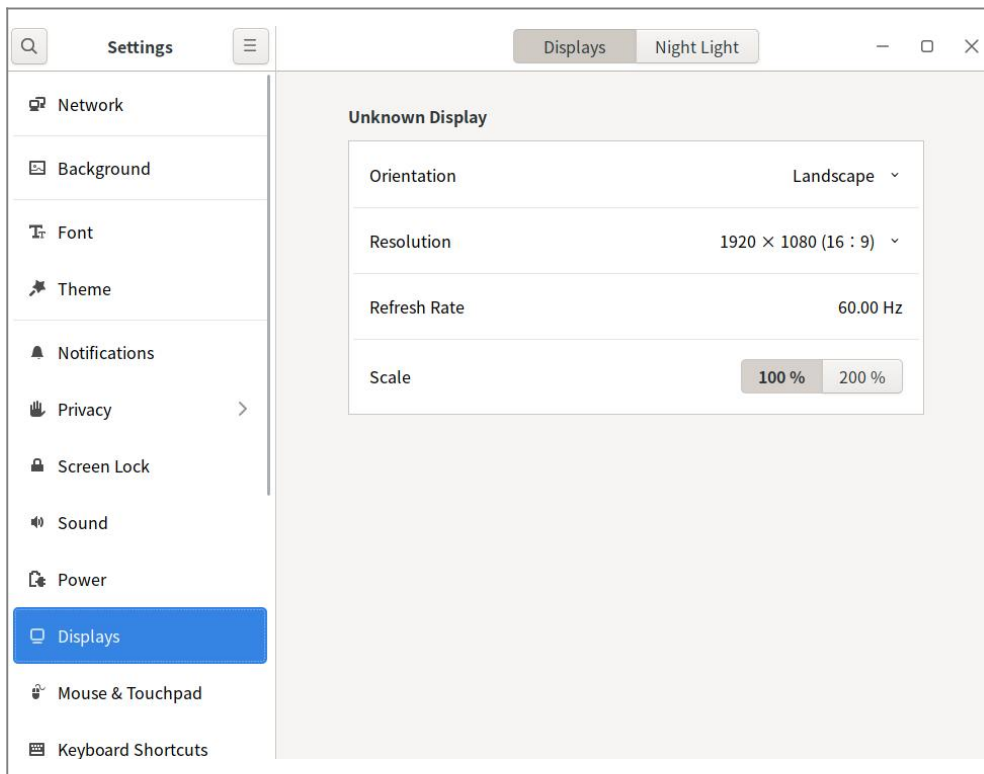 Settings
Displays
Night Light
Network
Background
Font
Theme
Notifications
Privacy
Screen Lock
Sound
Power
Displays
Mouse & Touchpad
Keyboard Shortcuts
Unknown Display
Orientation
Landscape
Resolution
1920 × 1080 (16 : 9)
Refresh Rate
60.00 Hz
Scale
100 %
200 %